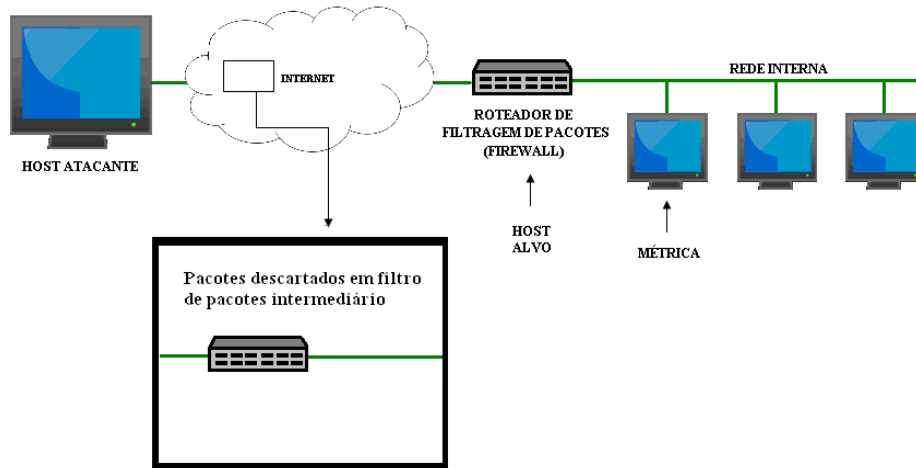 HOST ATACANTE
INTERNET
ROTEADOR DE
FILTRAGEM DE PACOTES
(FIREWALL)
REDE INTERNA
HOST
ALVO
MÉTRICA
Pacotes descartados em filtro
de pacotes intermediário